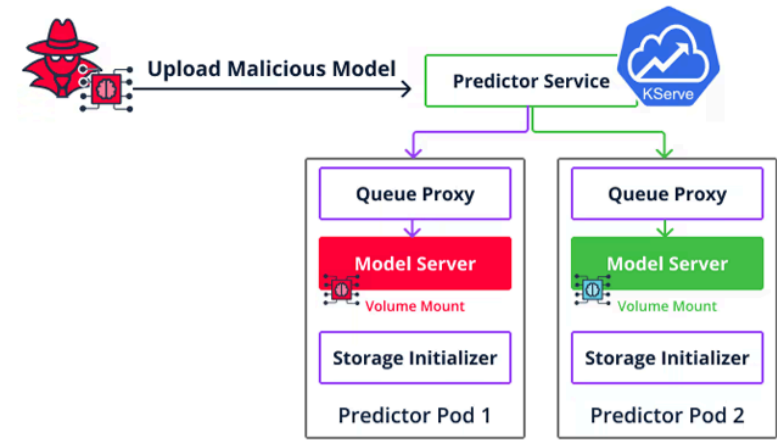 Upload Malicious Model
Predictor Service
KServe
Queue Proxy
Model Server
Volume Mount
Storage Initializer
Predictor Pod 1
Queue Proxy
Model Server
Volume Mount
Storage Initializer
Predictor Pod 2